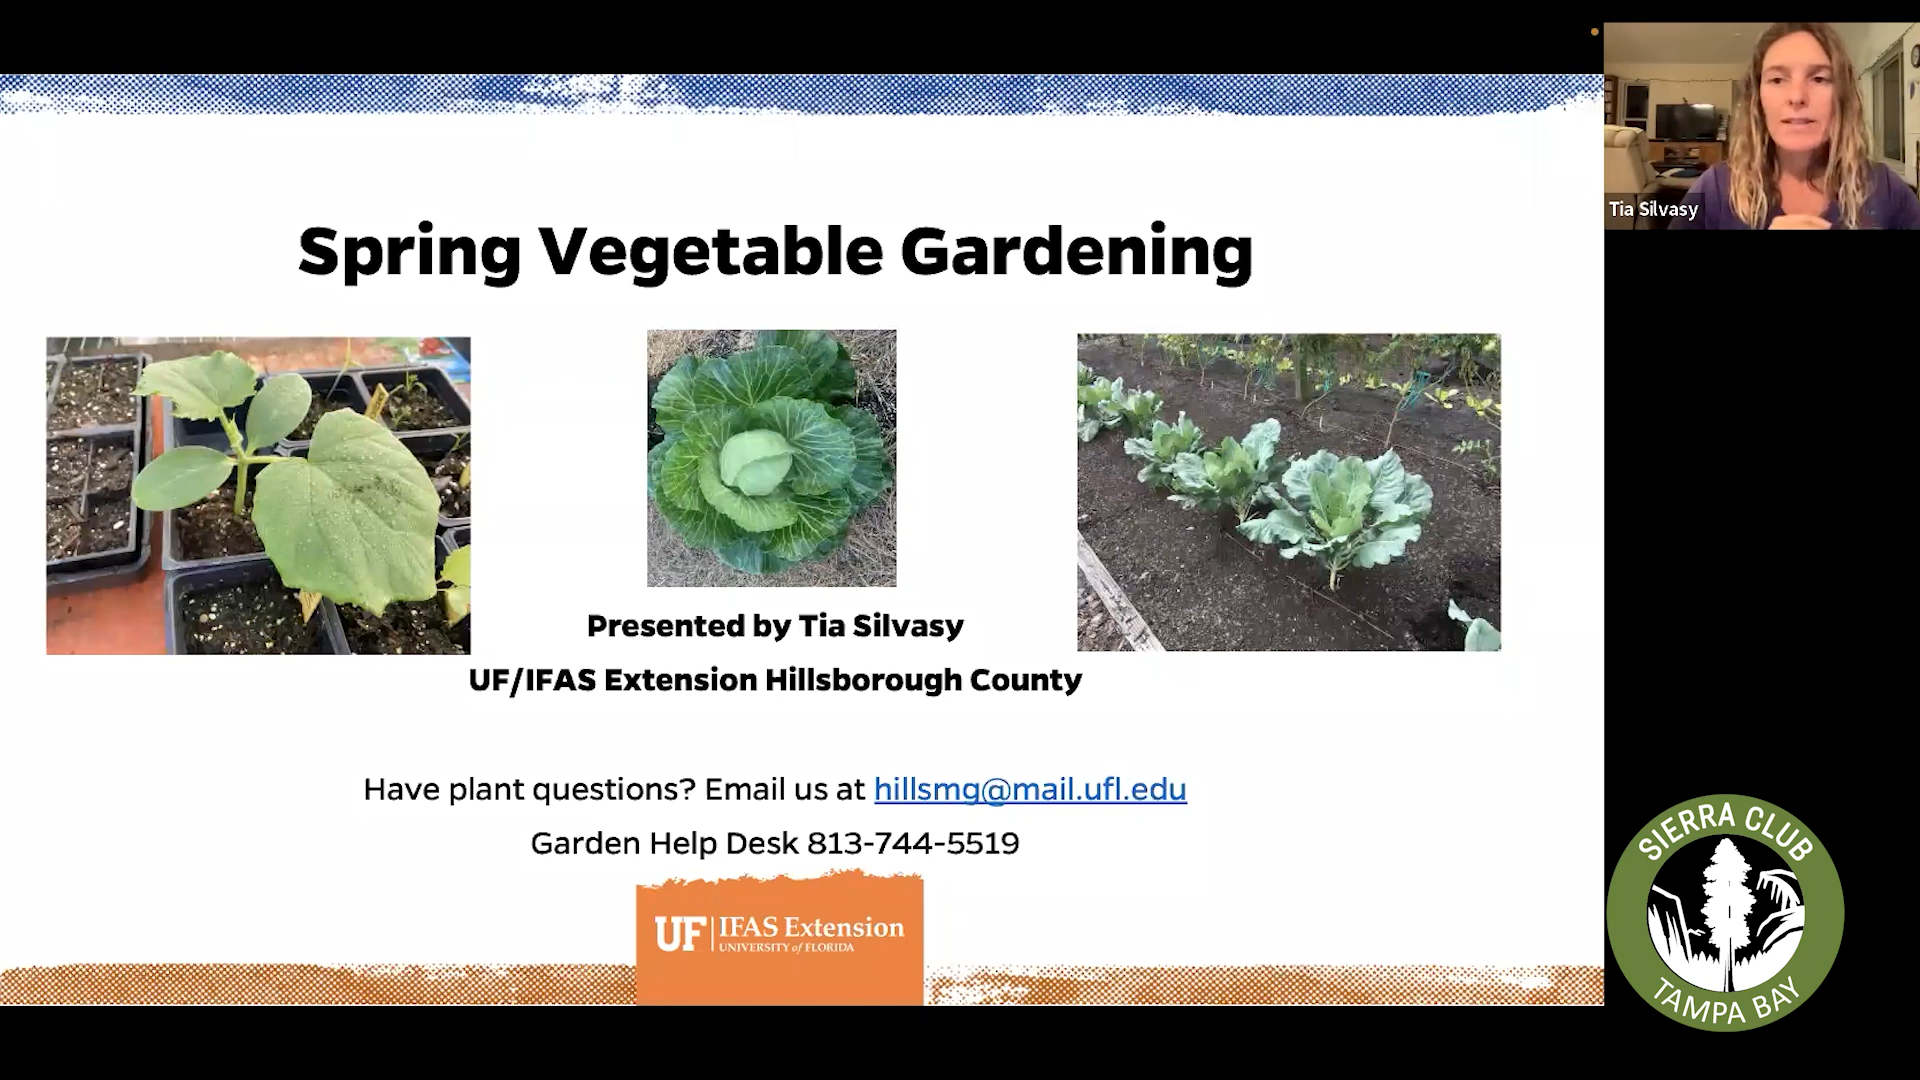 Tia Silvasy
Spring Vegetable Gardening
Presented by Tia Silvasy
UF/IFAS Extension Hillsborough County
Have plant questions? Email us at hillsmg@mail.ufl.edu
Garden Help Desk 813-744-5519
UF IFAS Extension
UNIVERSITY of FLORIDA
SIERRA CLUB
TAMPA BAY